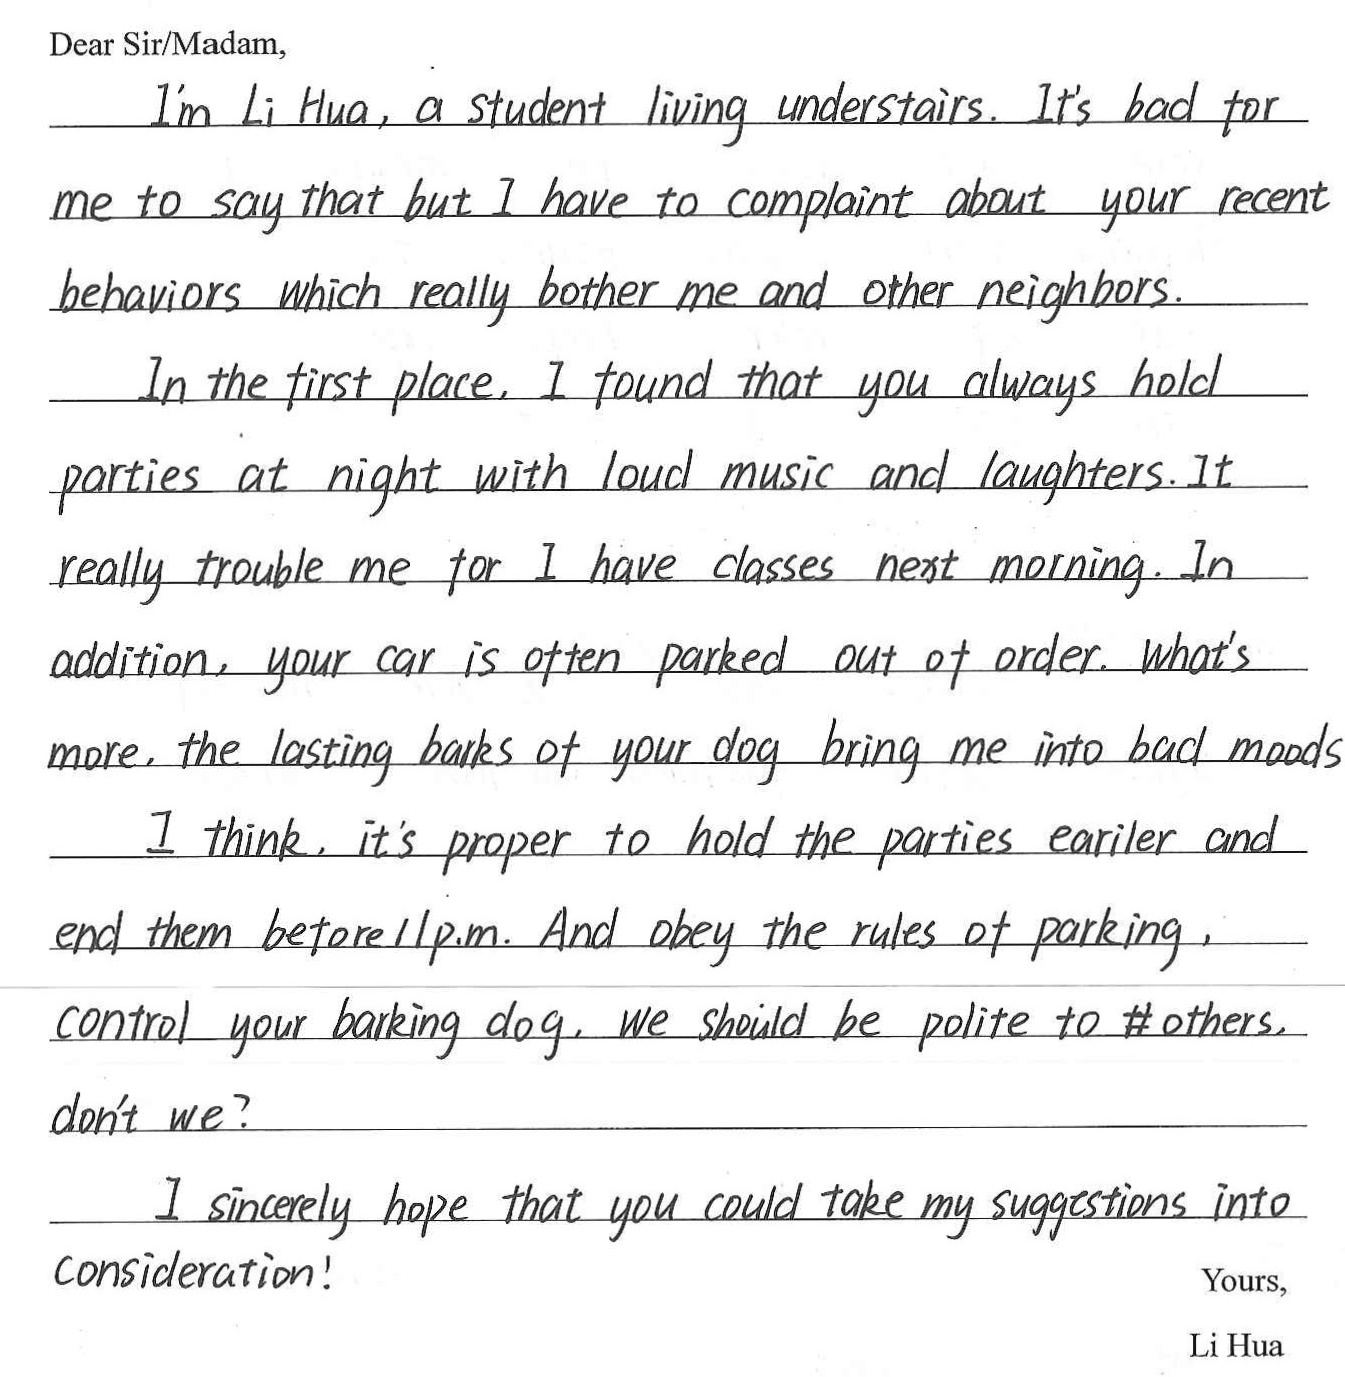 Dear Sir/Madam,
I'm Li Hua, a student living understairs. It's bad for
me to say that but I have to complaint about your recent
behaviors which really bother me and other neighbors.
In the first place, I found that you always hold
parties at night with loud music and laughters. It
really trouble me for I have classes next morning. In
addition, your car is often parked out of order. What's
more, the lasting barks of your dog bring me into bad moods
I think, it's proper to hold the parties eariler and
end them before 11p.m. And obey the rules of parking,
control your barking dog. We should be polite to others,
don't we?
I sincerely hope that you could take my suggestions into
consideration!
Yours,
Li Hua